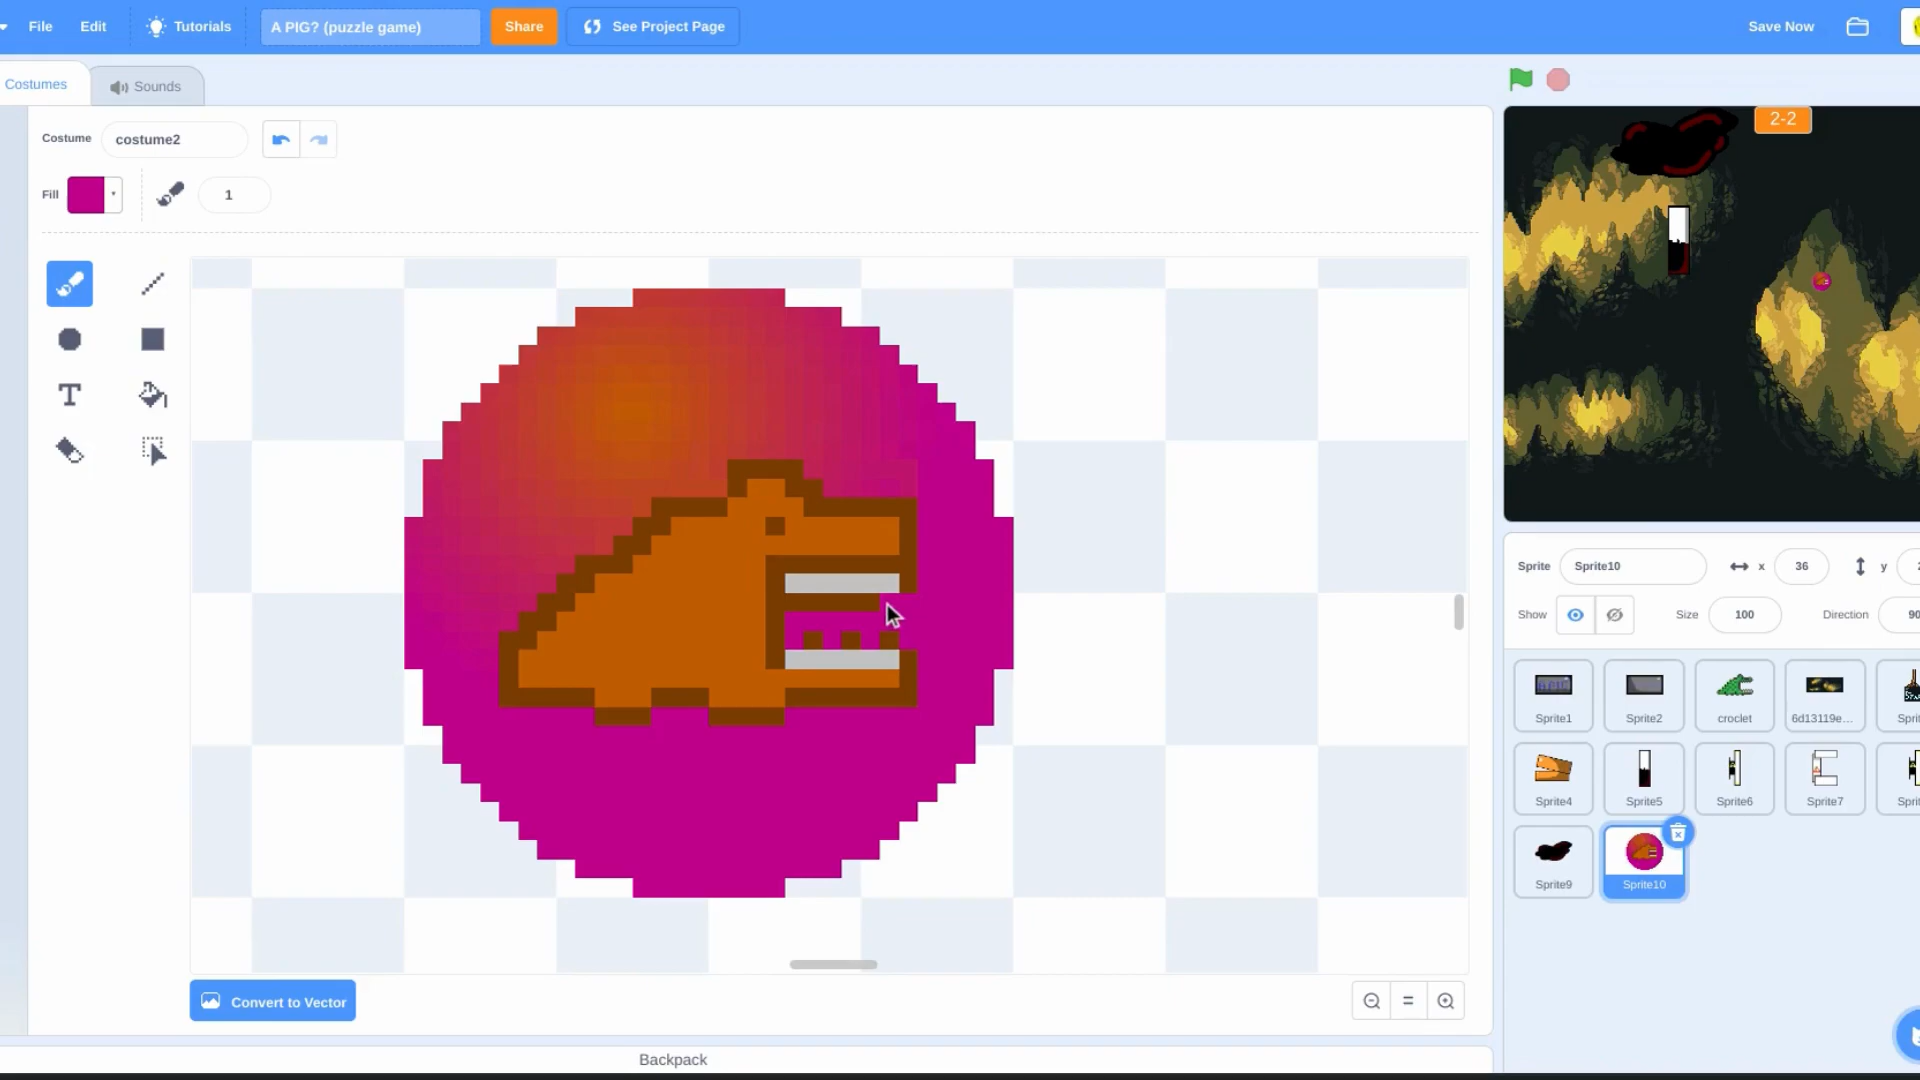 File Edit Tutorials A PIG? (puzzle game) Share See Project Page Save Now
Costumes Sounds
Costume costume2
Fill 1
T
2-2
Sprite Sprite10 x 36 y
Show Size 100 Direction 90
Sprite1 Sprite2 croclet 6d13119e...
Sprite4 Sprite5 Sprite6 Sprite7
Sprite9 Sprite10
Convert to Vector
Backpack